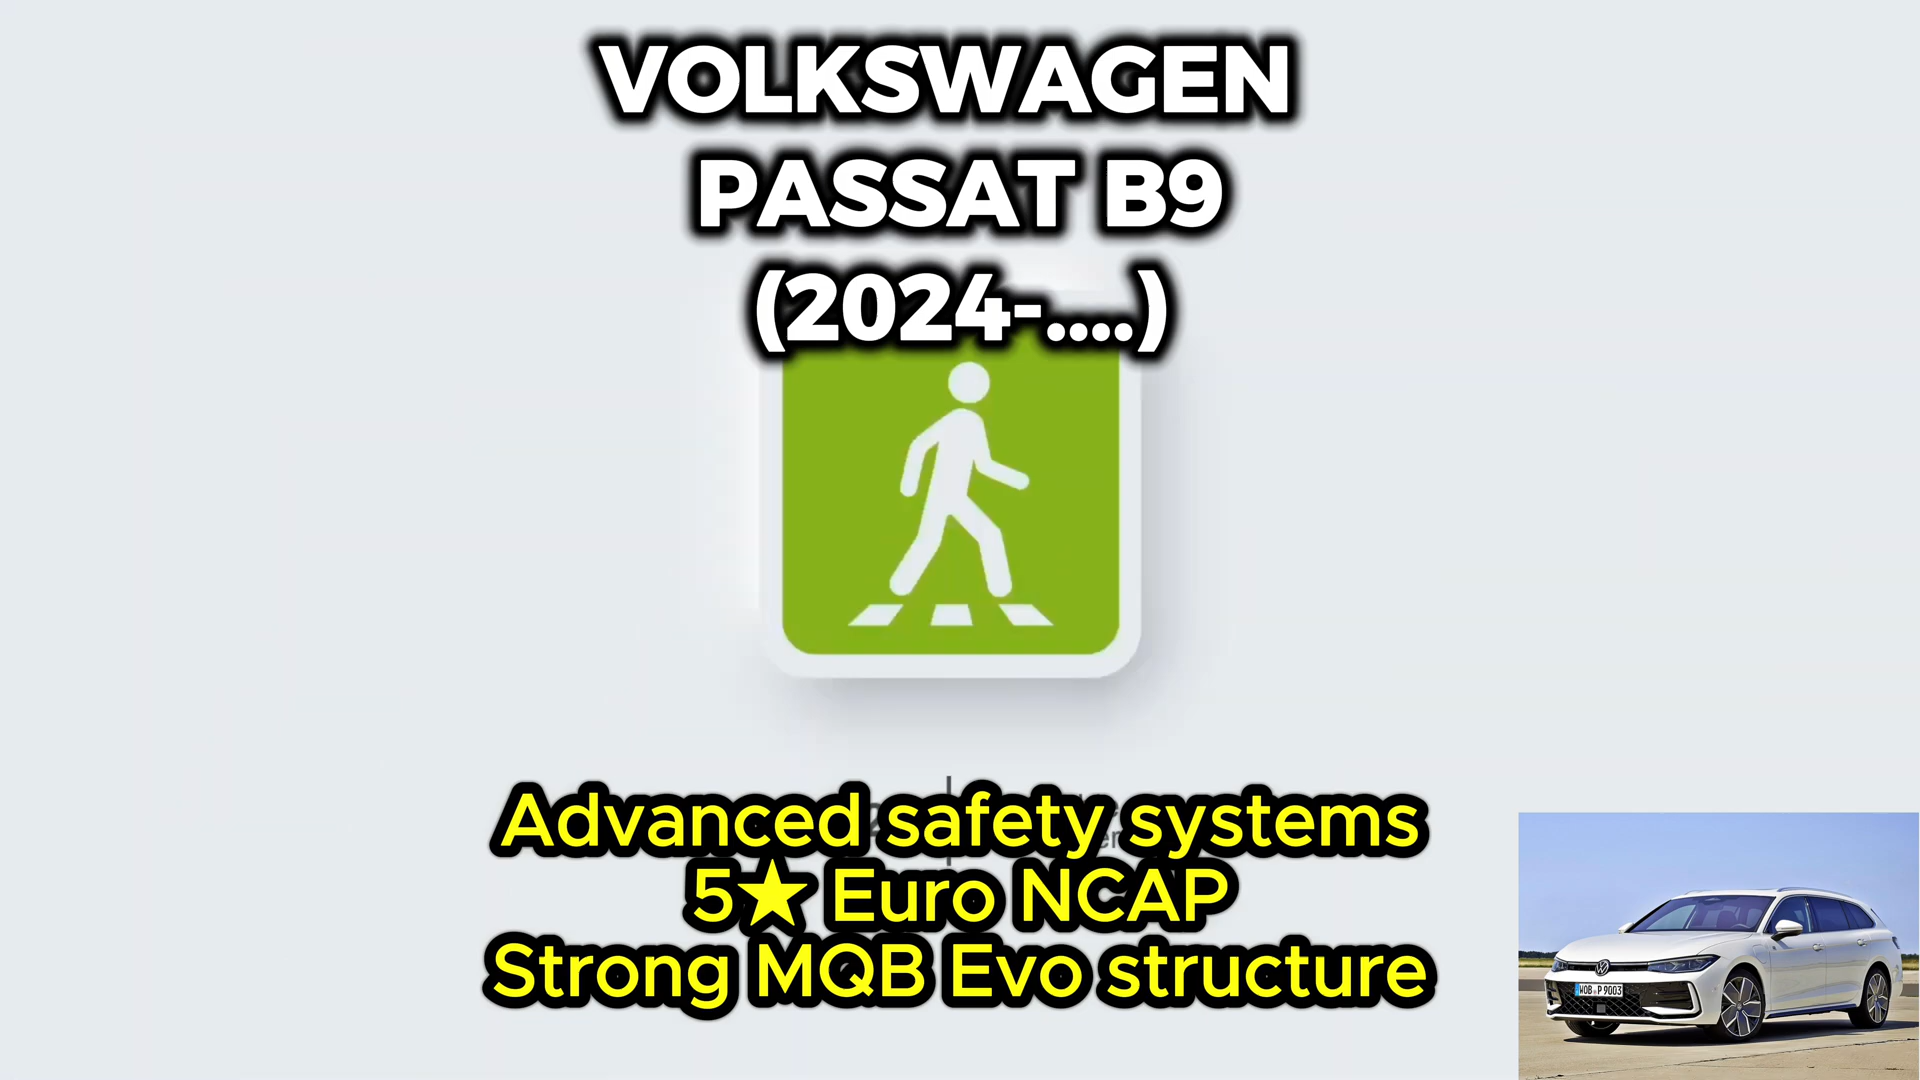 VOLKSWAGEN
PASSAT B9
(2024-....)
Advanced safety systems
5★ Euro NCAP
Strong MQB Evo structure
WOB P 9003